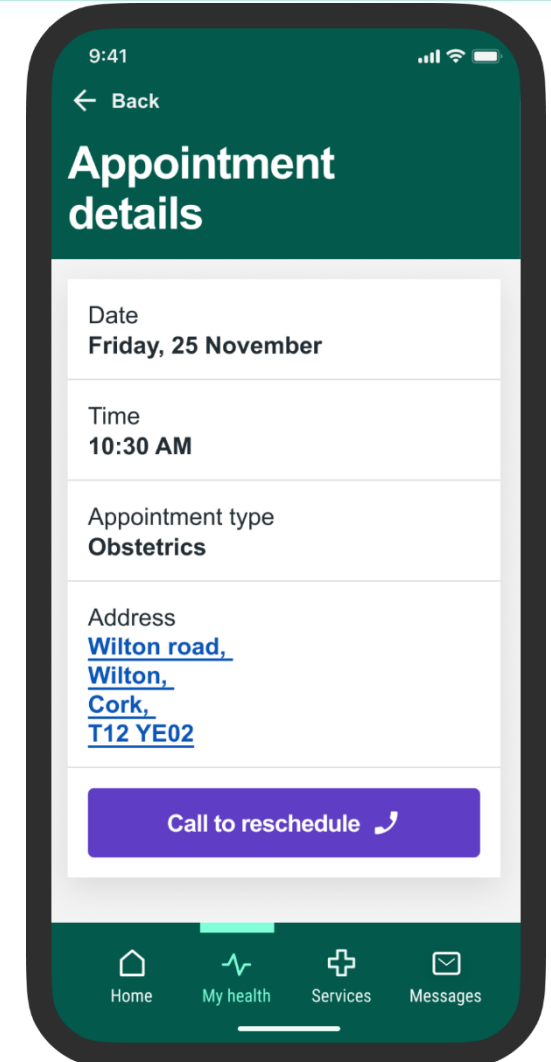 9:41
Back
Appointment
details
Date
Friday, 25 November
Time
10:30 AM
Appointment type
Obstetrics
Address
Wilton road,
Wilton,
Cork,
T12 YE02
Call to reschedule
Home My health Services Messages